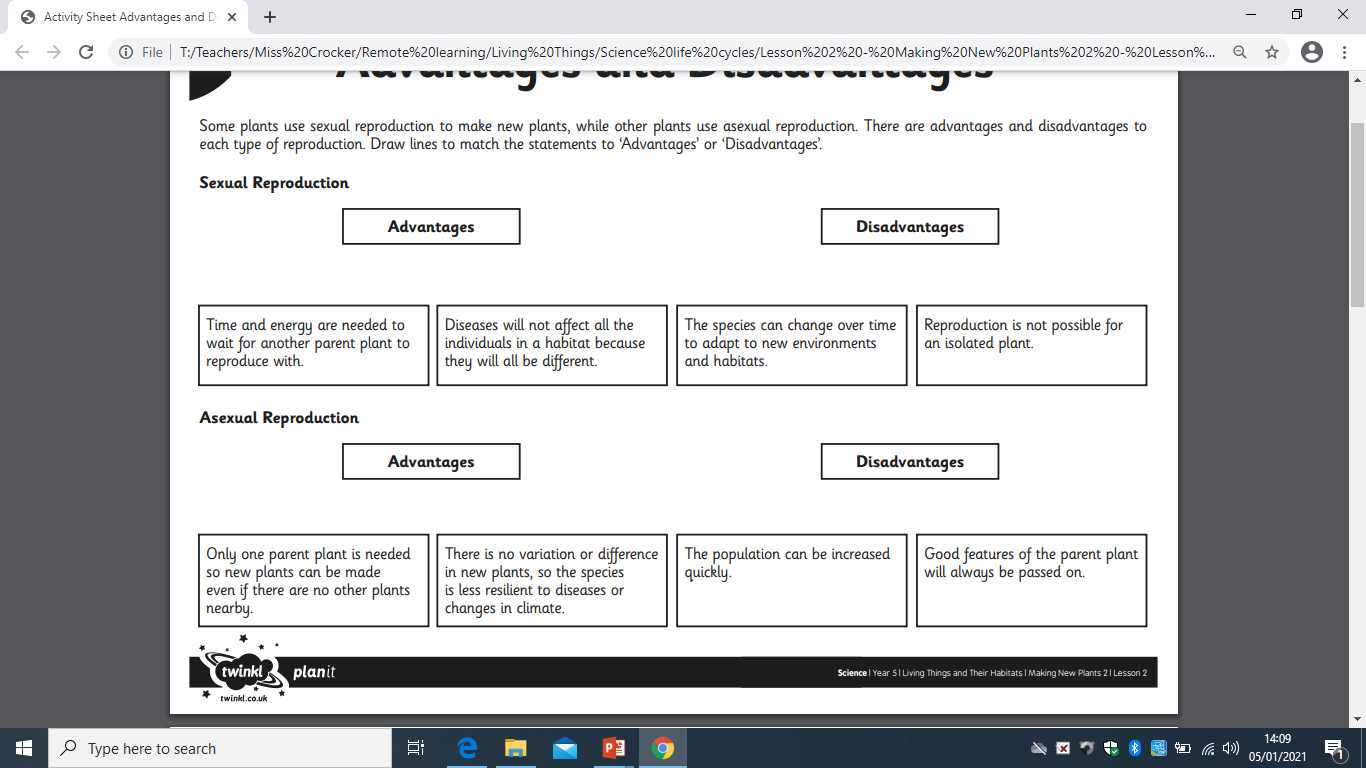 Activity Sheet Advantages and D
File
T:/Teachers/Miss%20Crocker/Remote%20learning/Living%20Things/Science%20life%20cycles/Lesson%202%20-%20Making%20New%20Plants%202%20-%20Lesson%...
Advantages and Disadvantages
Some plants use sexual reproduction to make new plants, while other plants use asexual reproduction. There are advantages and disadvantages to
each type of reproduction. Draw lines to match the statements to ‘Advantages’ or ‘Disadvantages’.
Sexual Reproduction
Advantages
Disadvantages
Time and energy are needed to
wait for another parent plant to
reproduce with.
Diseases will not affect all the
individuals in a habitat because
they will all be different.
The species can change over time
to adapt to new environments
and habitats.
Reproduction is not possible for
an isolated plant.
Asexual Reproduction
Advantages
Disadvantages
Only one parent plant is needed
so new plants can be made
even if there are no other plants
nearby.
There is no variation or difference
in new plants, so the species
is less resilient to diseases or
changes in climate.
The population can be increased
quickly.
Good features of the parent plant
will always be passed on.
twinkl
planit
twinkl.co.uk
Science | Year 5 | Living Things and Their Habitats | Making New Plants 2 | Lesson 2
Type here to search
14:09
05/01/2021
1